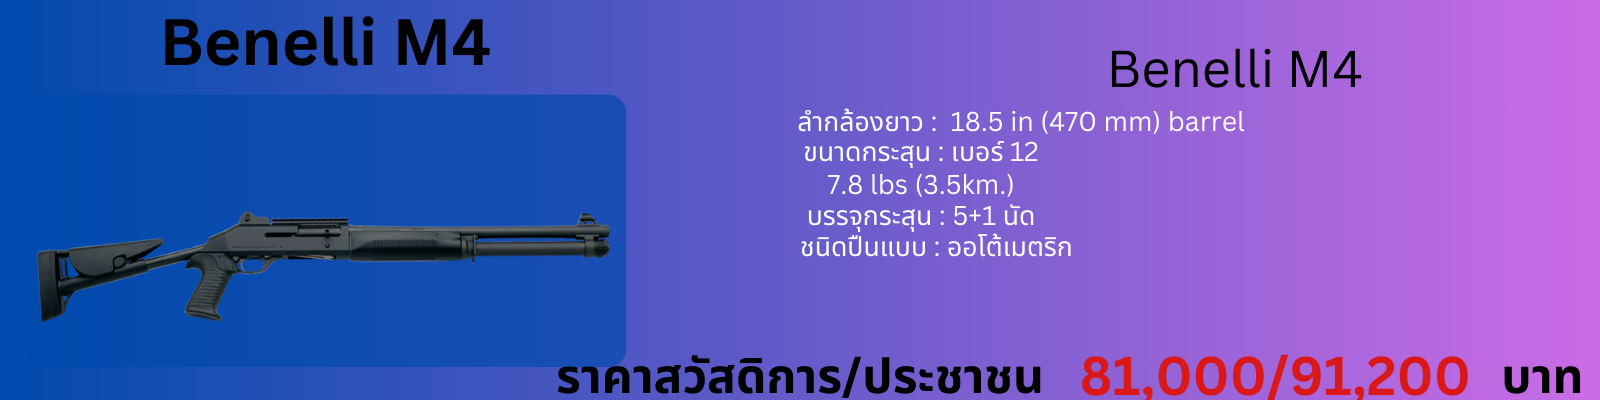 Benelli M4
Benelli M4
ลำกล้องยาว : 18.5 in (470 mm) barrel
ขนาดกระสุน : เบอร์ 12
7.8 lbs (3.5km.)
บรรจุกระสุน : 5+1 นัด
ชนิดปืนแบบ : ออโต้เมตริก
ราคาสวัสดิการ/ประชาชน 81,000/91,200 บาท